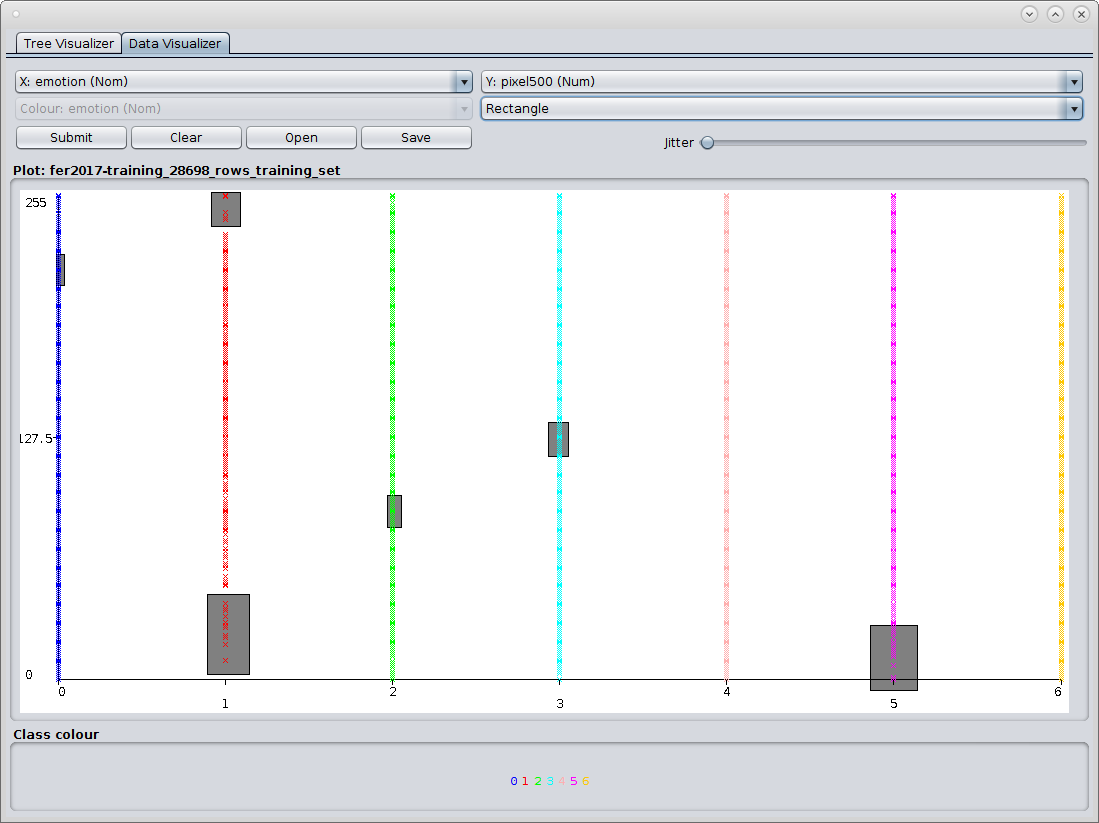 Tree Visualizer Data Visualizer
X: emotion (Nom) Y: pixel500 (Num)
Colour: emotion (Nom) Rectangle
Submit Clear Open Save Jitter
Plot: fer2017-training_28698_rows_training_set
255
127.5
0
0 1 2 3 4 5 6
Class colour
0 1 2 3 4 5 6